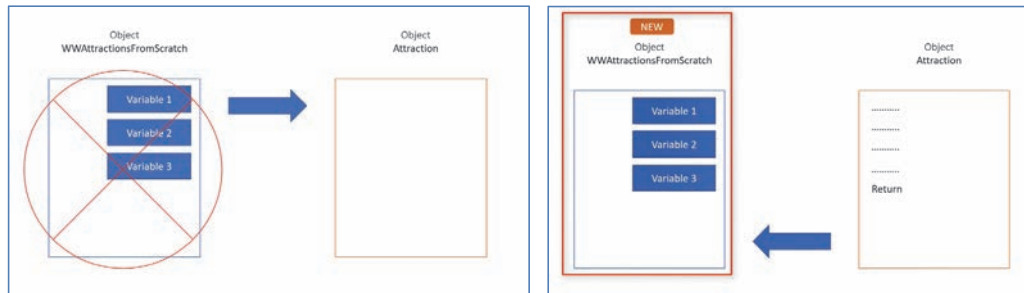 Object
WWAttractionsFromScratch
Variable 1
Variable 2
Variable 3
Object
Attraction
NEW
Object
WWAttractionsFromScratch
Variable 1
Variable 2
Variable 3
Object
Attraction
............
............
............
............
Return